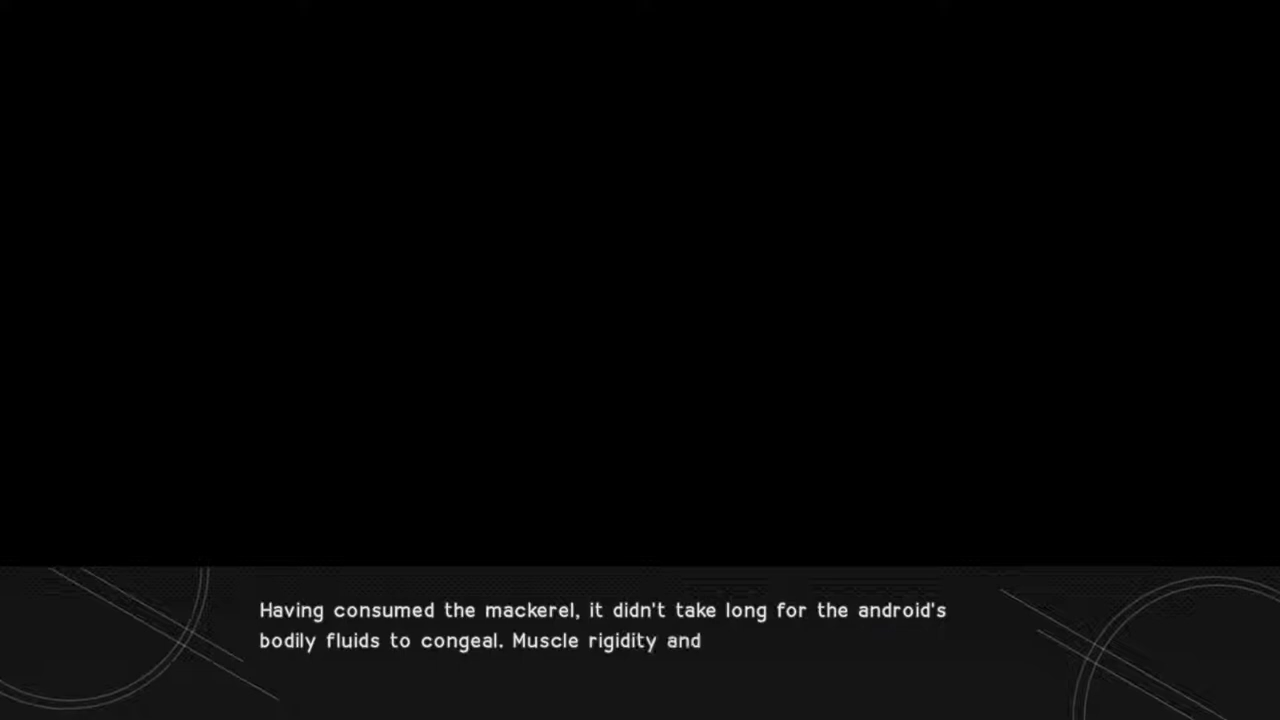 Having consumed the mackerel, it didn't take long for the android's
bodily fluids to congeal. Muscle rigidity and